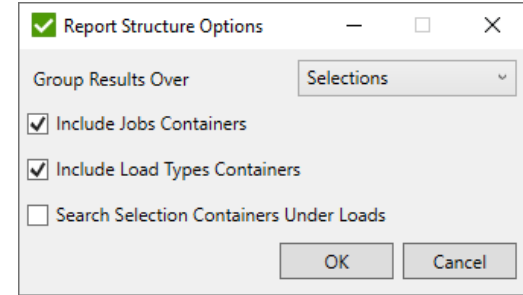 Report Structure Options
Group Results Over Selections
Include Jobs Containers
Include Load Types Containers
Search Selection Containers Under Loads
OK Cancel